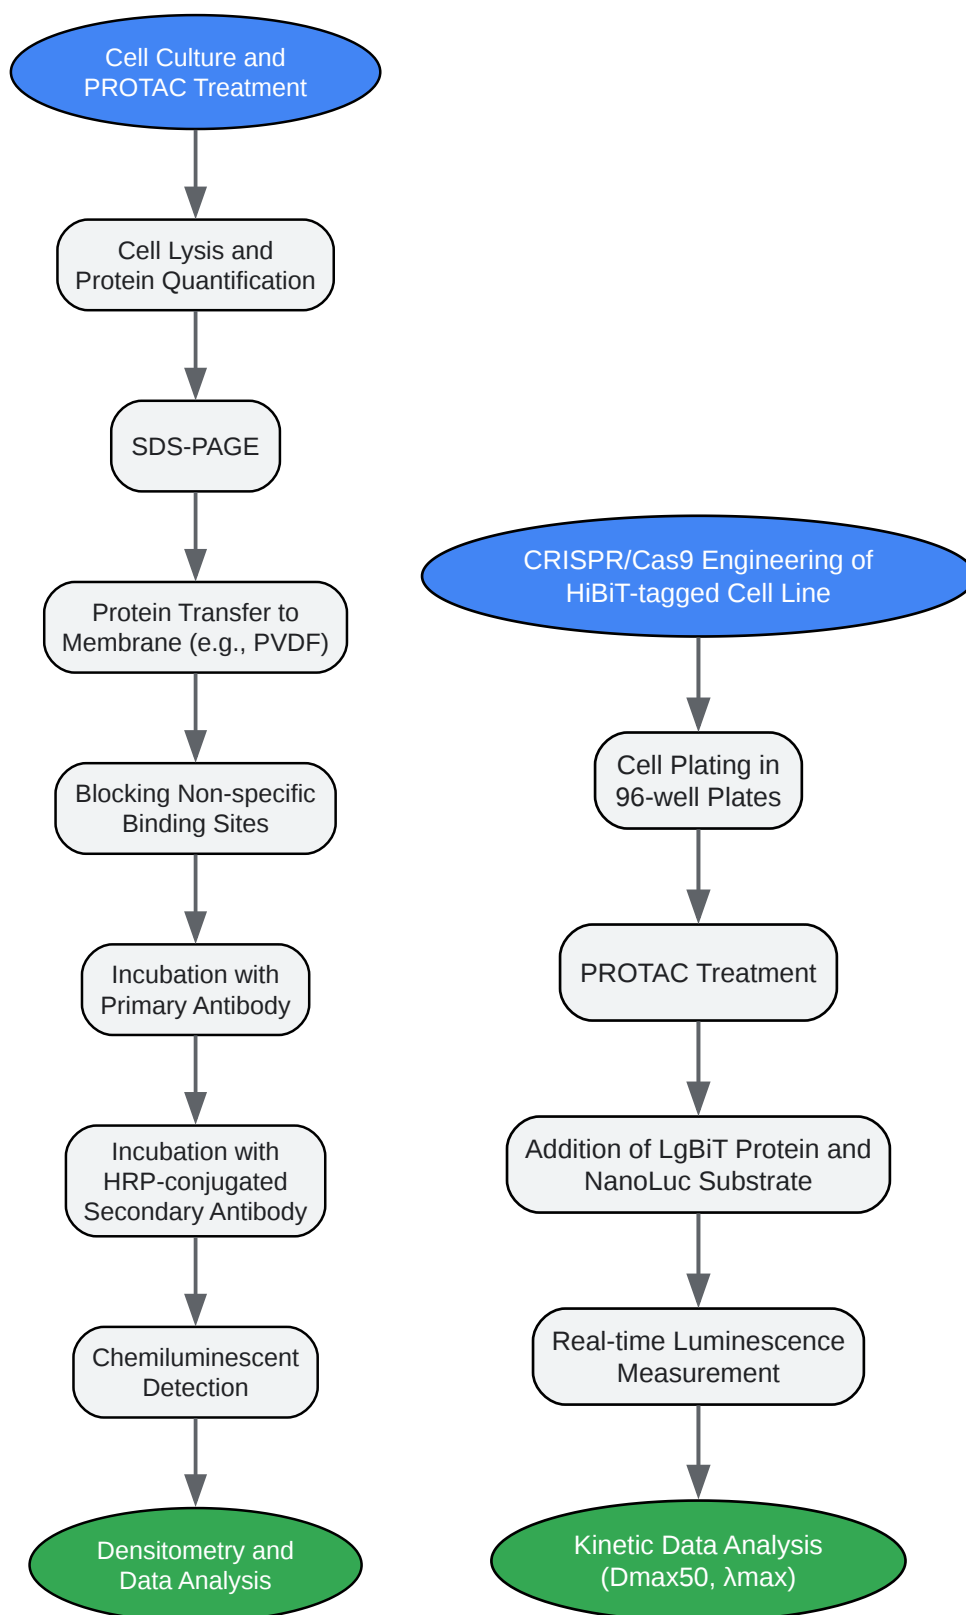 Cell Culture and
PROTAC Treatment
Cell Lysis and
Protein Quantification
SDS-PAGE
Protein Transfer to
Membrane (e.g., PVDF)
Blocking Non-specific
Binding Sites
Incubation with
Primary Antibody
Incubation with
HRP-conjugated
Secondary Antibody
Chemiluminescent
Detection
Densitometry and
Data Analysis
CRISPR/Cas9 Engineering of
HiBiT-tagged Cell Line
Cell Plating in
96-well Plates
PROTAC Treatment
Addition of LgBiT Protein and
NanoLuc Substrate
Real-time Luminescence
Measurement
Kinetic Data Analysis
(Dmax50, λmax)